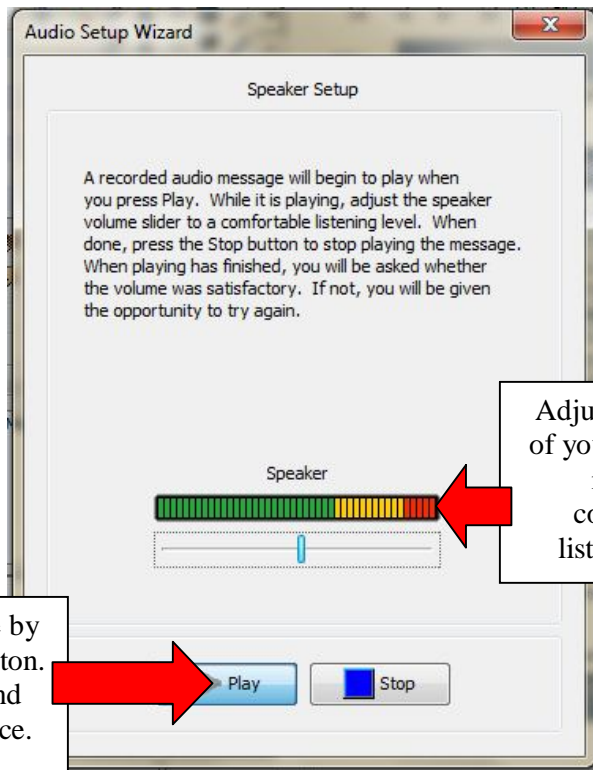 Audio Setup Wizard
Speaker Setup
A recorded audio message will begin to play when
you press Play. While it is playing, adjust the speaker
volume slider to a comfortable listening level. When
done, press the Stop button to stop playing the message.
When playing has finished, you will be asked whether
the volume was satisfactory. If not, you will be given
the opportunity to try again.
of
Speaker
by
Play
Stop